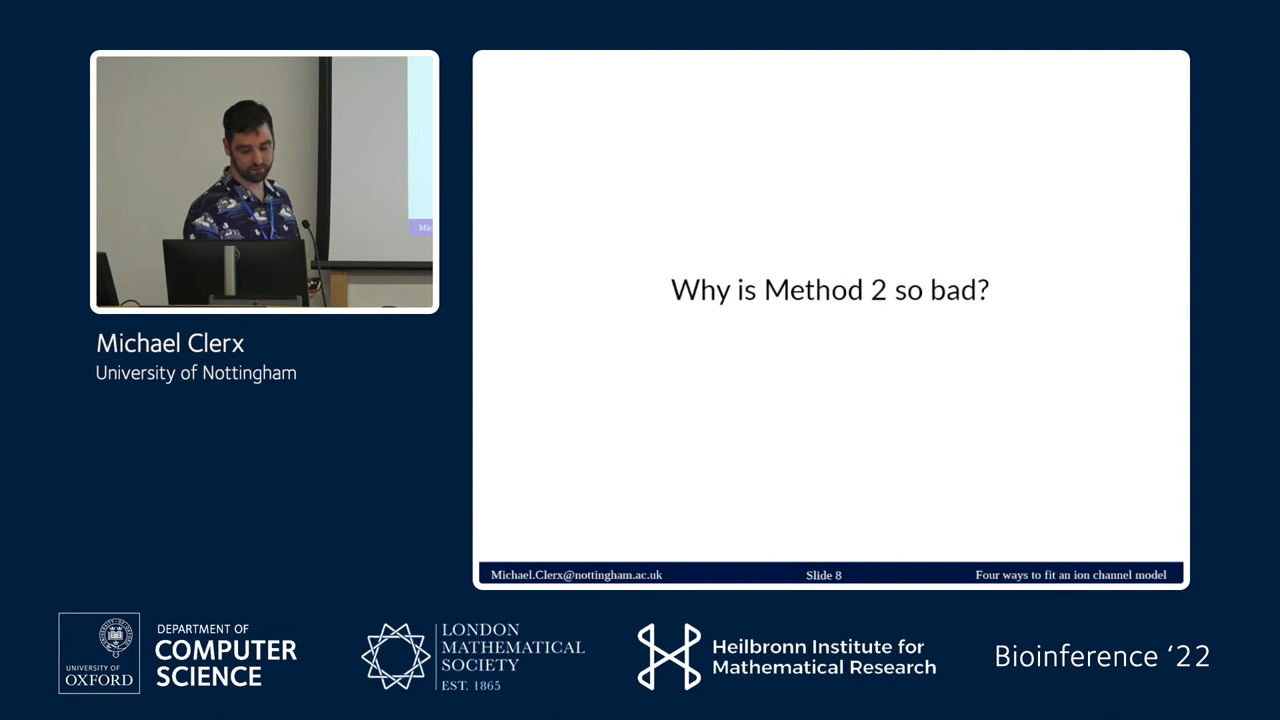 Mic
Michael Clerx
University of Nottingham
Why is Method 2 so bad?
Michael.Clerx@nottingham.ac.uk
Slide 8
Four ways to fit an ion channel model
UNIVERSITY OF
OXFORD
DEPARTMENT OF
COMPUTER
SCIENCE
LONDON
MATHEMATICAL
SOCIETY
EST. 1865
Heilbronn Institute for
Mathematical Research
Bioinference ‘22